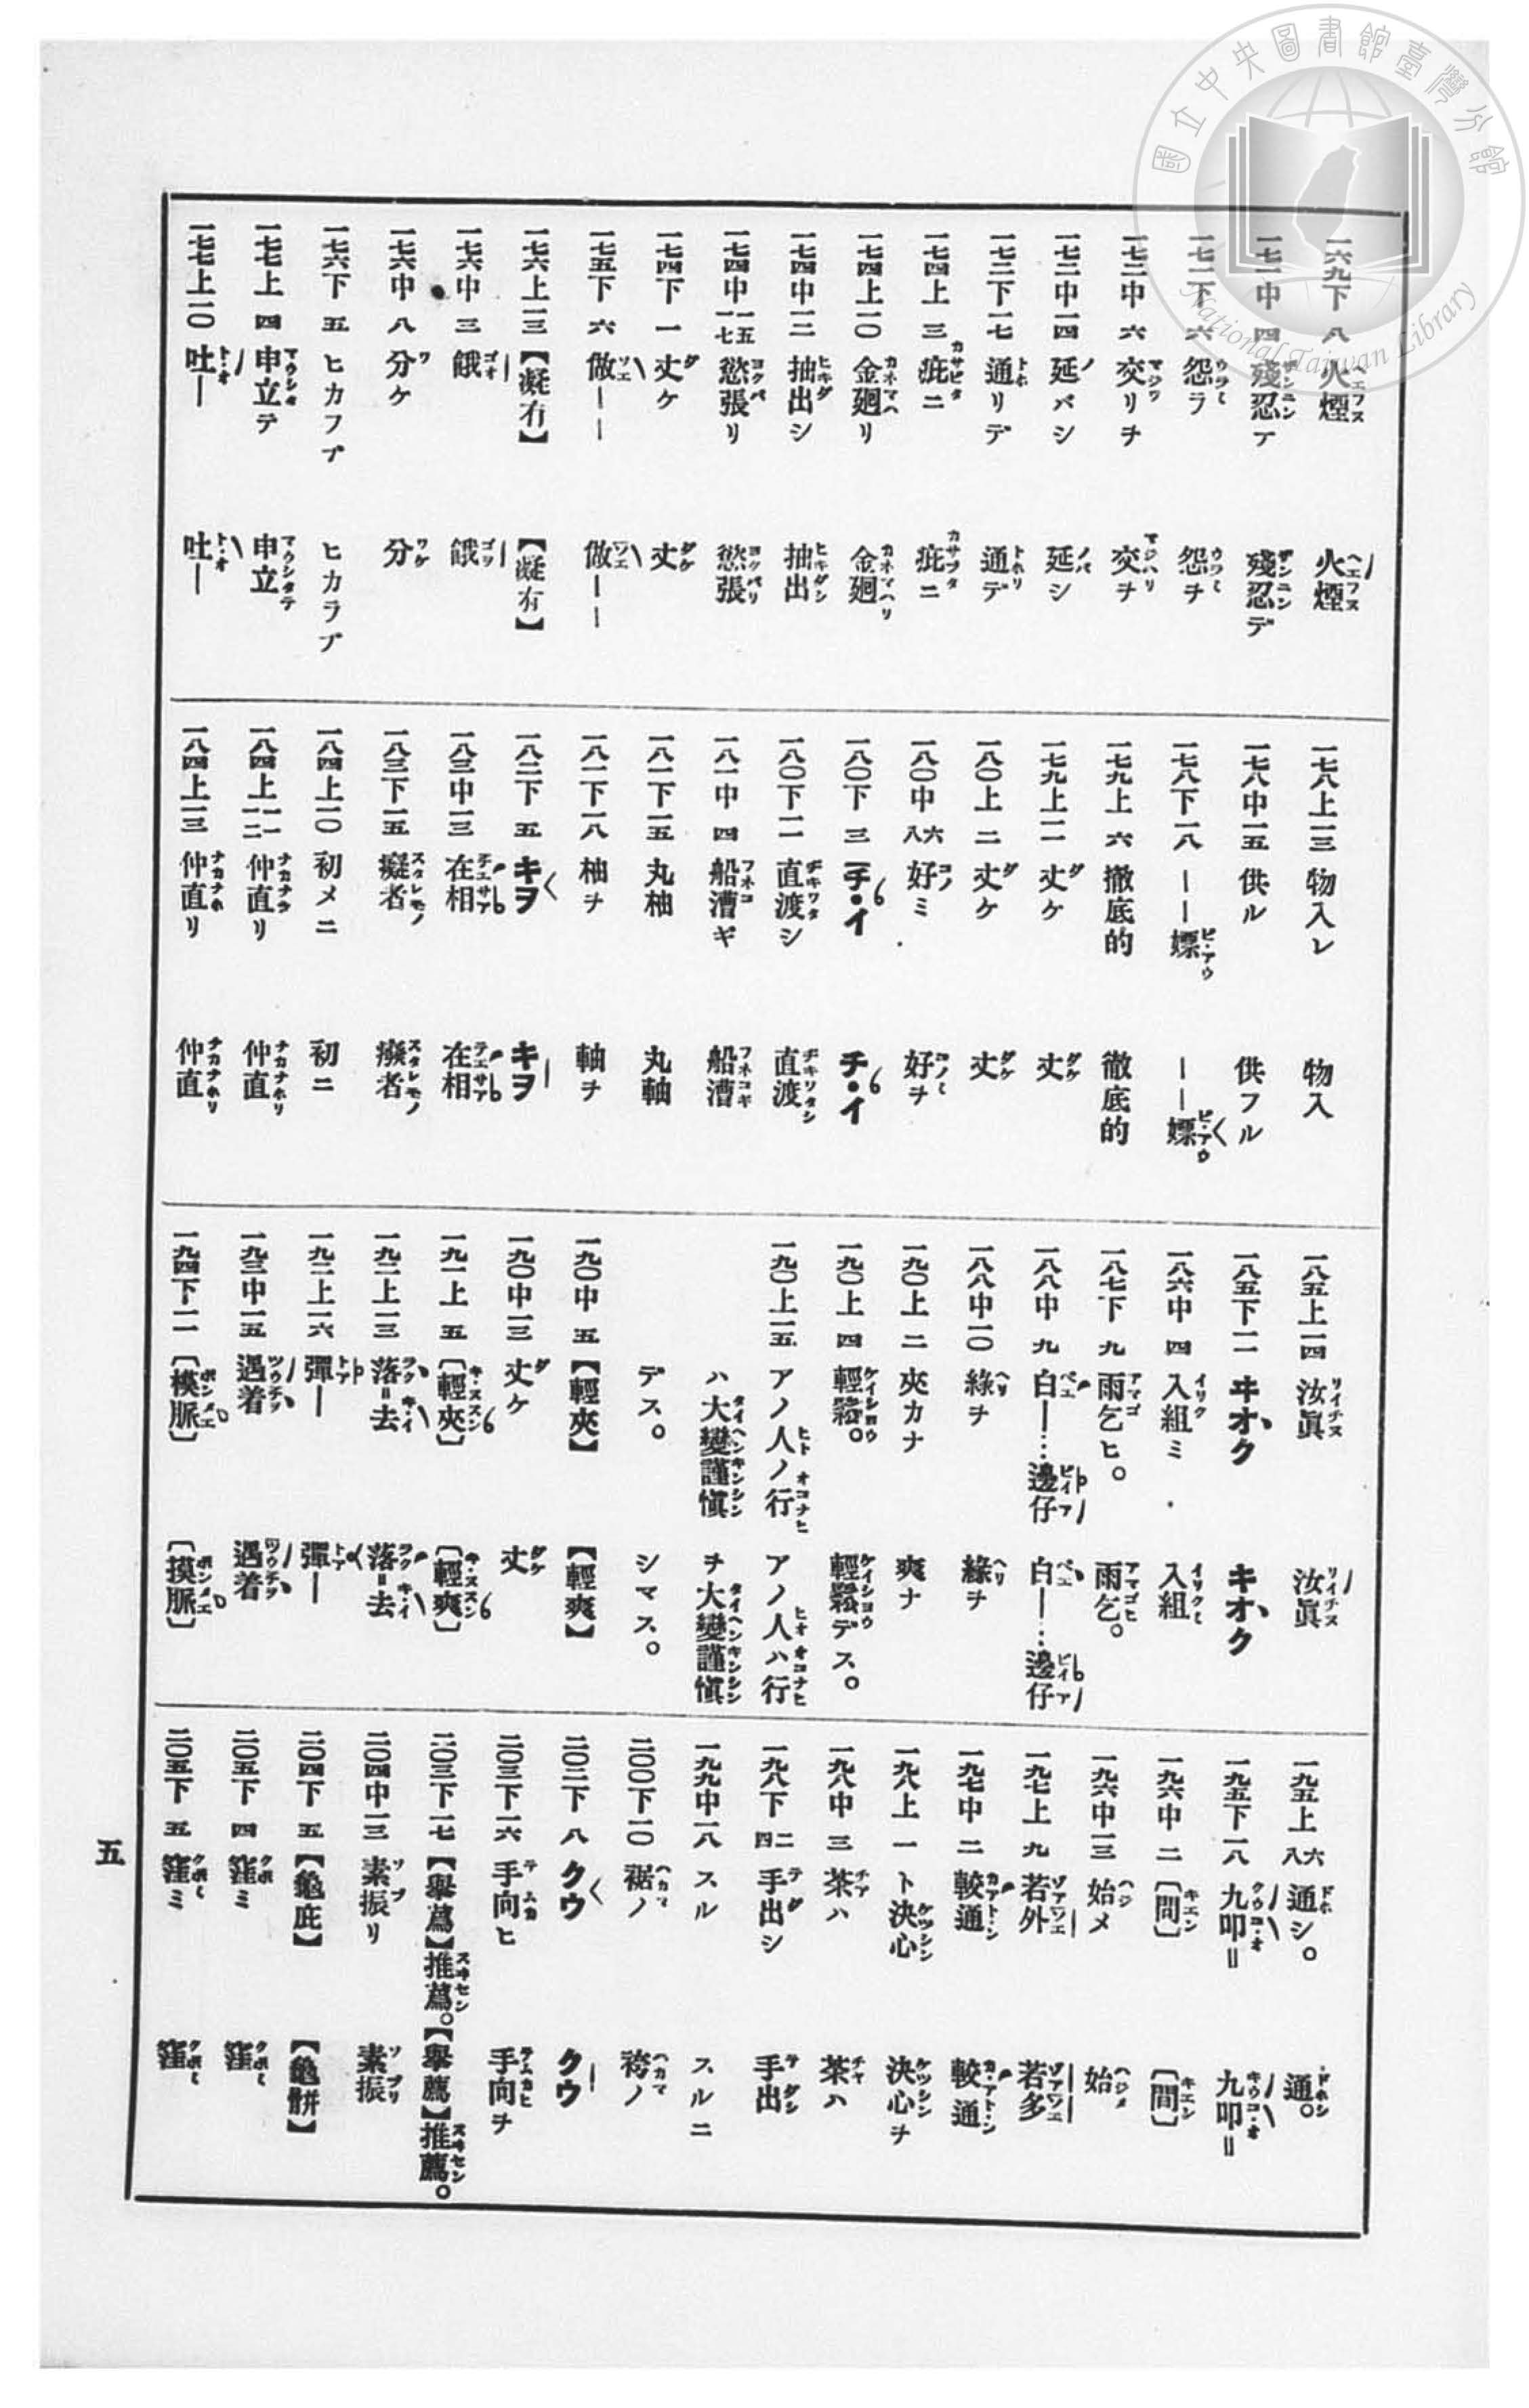 國立中央圖書館臺灣分館
National Taiwan Library
一六九下 八 火煙 火煙
一七一中 四 殘忍テ 殘忍デ
一七一下 六 怨ラ 怨チ
一七二中 六 交リチ 交チ
一七二中一四 延バシ 延シ
一七二下一七 通リデ 通デ
一七四上 三 疵ニ 疵ニ
一七四上一〇 金廻リ 金廻
一七四中一二 抽出シ 抽出
一七四中一五一七 慾張リ 慾張
一七四下 一 丈ケ 丈
一七五下 六 倣ーー 倣ーー
一七六上一三 【凝冇】 【凝有】
一七六中 三 餓 餓
一七六中 八 分ケ 分
一七六下 五 ヒカフプ ヒカラプ
一七七上 四 申立テ 申立
一七七上一〇 吐ー 吐ー
一七八上一三 物入レ 物入
一七八中一五 供ル 供フル
一七八下一八 ーー嫖 ーー嫖
一七九上 六 撤底的 徹底的
一七九上一一 丈ケ 丈
一八〇上 二 丈ケ 丈
一八〇中 六八 好ミ 好チ
一八〇下 三 チ・イ チ・イ
一八〇下一一 直渡シ 直渡
一八一中 四 船漕ギ 船漕
一八一下一五 丸柚 丸軸
一八一下一八 柚チ 軸チ
一八二下 五 キヲ キヲ
一八三中一三 在相 在相
一八三下一五 癡者 癈者
一八四上一〇 初メニ 初ニ
一八四上一一一二 仲直リ 仲直
一八四上一三 仲直リ 仲直
一八五上一四 汝眞 汝眞
一八五下一一 ヰオク キオク
一八六中 四 入組ミ 入組
一八七下 九 雨乞ヒ。 雨乞。
一八八中 九 白ー……邊仔 白ー……邊仔
一八八中一〇 綠チ 綠チ
一九〇上 二 夾カナ 爽ナ
一九〇上 四 輕鬆。 輕鬆デス。
一九〇上一五 アノ人ノ行 アノ人ハ行
ハ大變謹愼 チ大變謹愼
デス。 シマス。
一九〇中 五 【輕夾】 【輕爽】
一九〇中一三 丈ケ 丈
一九一上 五 〔輕夾〕 〔輕爽〕
一九二上一三 落＝去 落＝去
一九二上一六 彈ー 彈ー
一九三中一五 遇着 遇着
一九四下一一 〔模脈〕 〔摸脈〕
一九五上 六八 通シ。 通。
一九五下一八 九叩＝ 九叩＝
一九六中 二 〔問〕 〔間〕
一九六中一三 始メ 始
一九七上 九 若外 若多
一九七中 二 較通 較通
一九八上 一 ト決心 決心チ
一九八中 三 茶ハ 茶ハ
一九八下 二四 手出シ 手出
一九九中一八 スル スルニ
二〇〇下一〇 裾ノ 袴ノ
二〇二下 八 クウ クウ
二〇三下一六 手向ヒ 手向チ
二〇三下一七 【擧蔿】推蔿。 【擧薦】推薦。
二〇四中一三 素振リ 素振
二〇四下 五 【龜庇】 【龜骿】
二〇五下 四 窪ミ 窪
二〇五下 五 窪ミ 窪
五